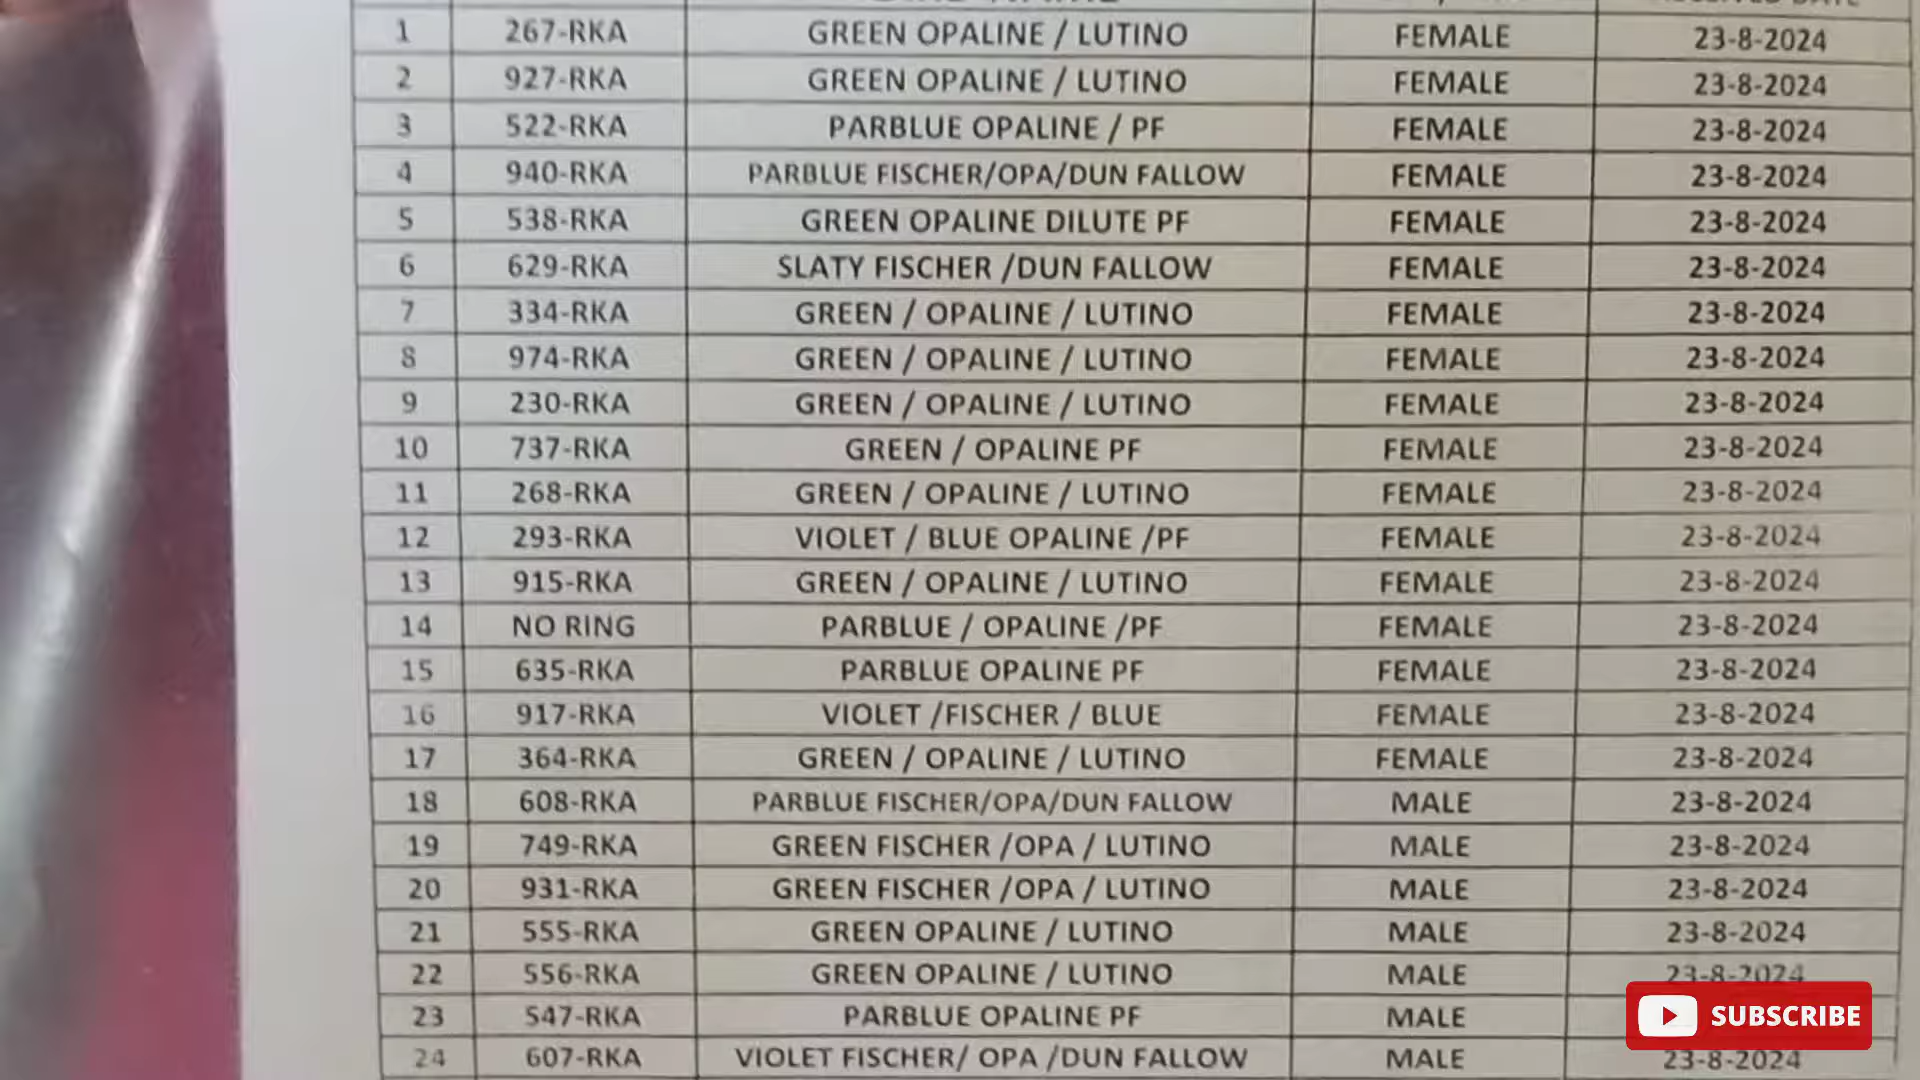 1 267-RKA GREEN OPALINE / LUTINO FEMALE 23-8-2024
2 927-RKA GREEN OPALINE / LUTINO FEMALE 23-8-2024
3 522-RKA PARBLUE OPALINE / PF FEMALE 23-8-2024
4 940-RKA PARBLUE FISCHER/OPA/DUN FALLOW FEMALE 23-8-2024
5 538-RKA GREEN OPALINE DILUTE PF FEMALE 23-8-2024
6 629-RKA SLATY FISCHER /DUN FALLOW FEMALE 23-8-2024
7 334-RKA GREEN / OPALINE / LUTINO FEMALE 23-8-2024
8 974-RKA GREEN / OPALINE / LUTINO FEMALE 23-8-2024
9 230-RKA GREEN / OPALINE / LUTINO FEMALE 23-8-2024
10 737-RKA GREEN / OPALINE PF FEMALE 23-8-2024
11 268-RKA GREEN / OPALINE / LUTINO FEMALE 23-8-2024
12 293-RKA VIOLET / BLUE OPALINE /PF FEMALE 23-8-2024
13 915-RKA GREEN / OPALINE / LUTINO FEMALE 23-8-2024
14 NO RING PARBLUE / OPALINE /PF FEMALE 23-8-2024
15 635-RKA PARBLUE OPALINE PF FEMALE 23-8-2024
16 917-RKA VIOLET /FISCHER / BLUE FEMALE 23-8-2024
17 364-RKA GREEN / OPALINE / LUTINO FEMALE 23-8-2024
18 608-RKA PARBLUE FISCHER/OPA/DUN FALLOW MALE 23-8-2024
19 749-RKA GREEN FISCHER /OPA / LUTINO MALE 23-8-2024
20 931-RKA GREEN FISCHER /OPA / LUTINO MALE 23-8-2024
21 555-RKA GREEN OPALINE / LUTINO MALE 23-8-2024
22 556-RKA GREEN OPALINE / LUTINO MALE 23-8-2024
23 547-RKA PARBLUE OPALINE PF MALE
SUBSCRIBE
24 607-RKA VIOLET FISCHER/ OPA /DUN FALLOW MALE 23-8-2024